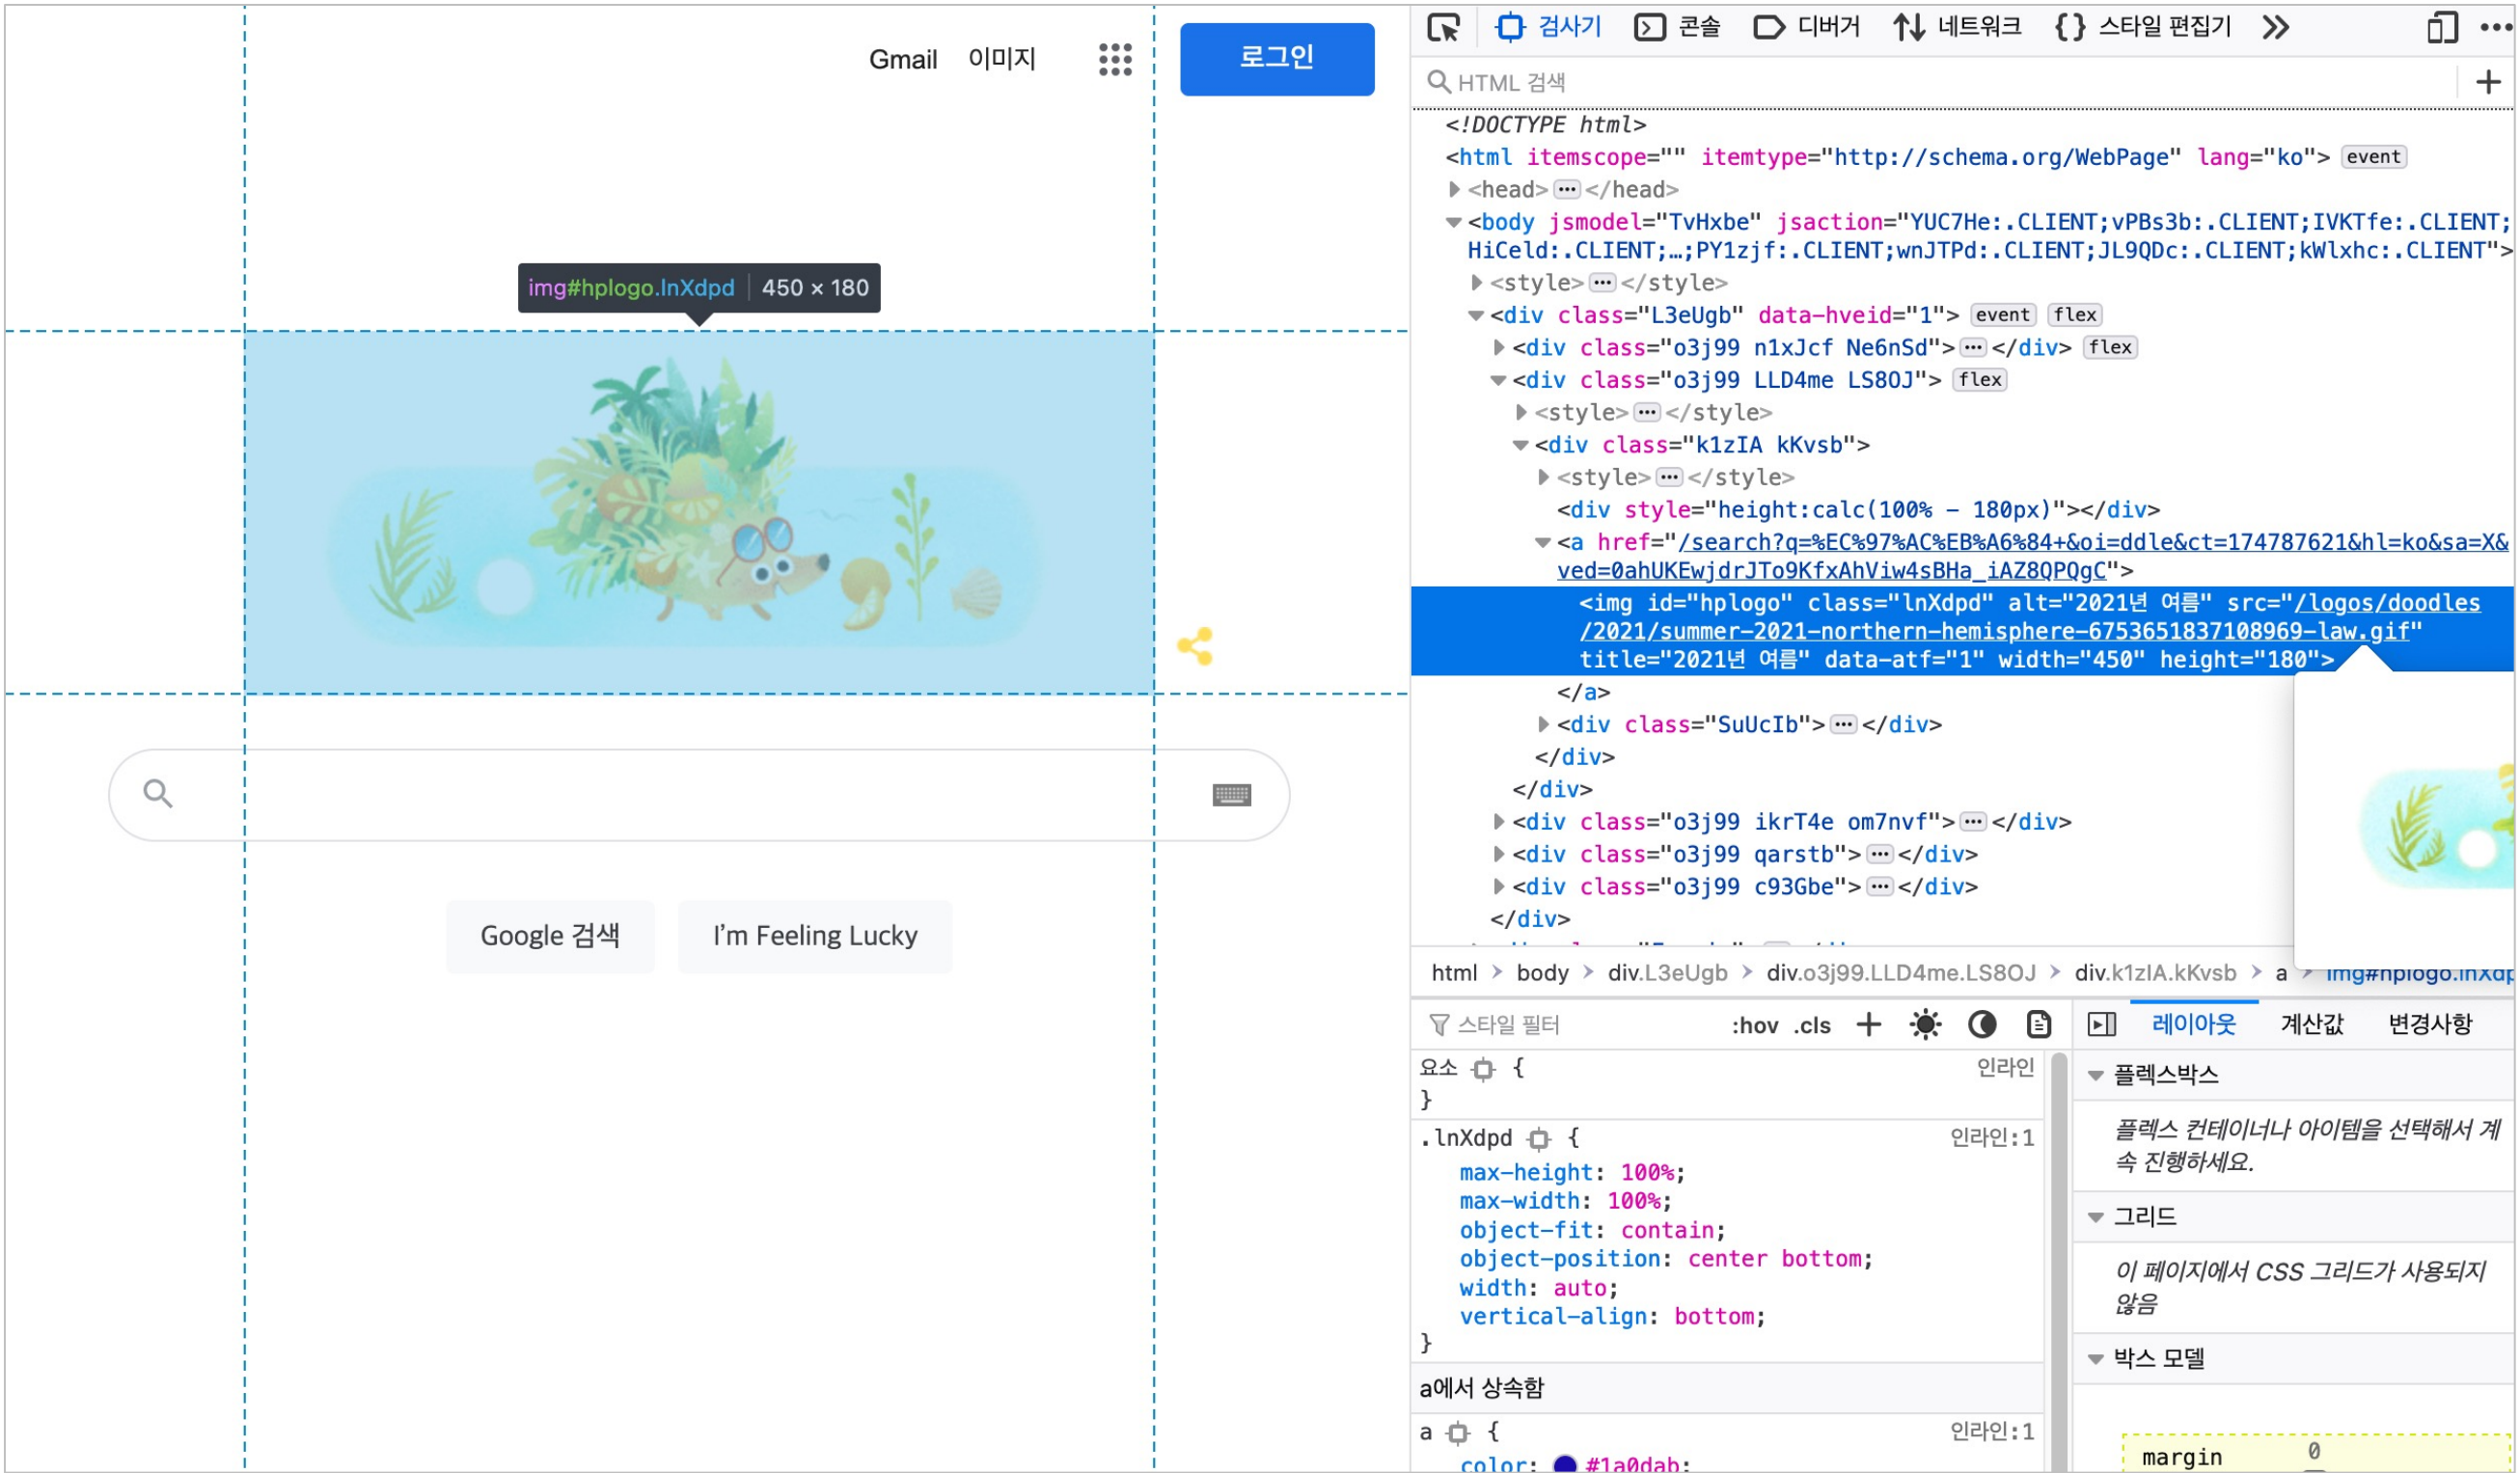 Gmail 이미지 로그인
img#hplogo.lnXdpd 450 × 180
Google 검색 I'm Feeling Lucky
검사기 콘솔 디버거 네트워크 스타일 편집기
HTML 검색
<!DOCTYPE html>
<html itemscope="" itemtype="http://schema.org/WebPage" lang="ko"> event
<head> ••• </head>
<body jsmodel="TvHxbe" jsaction="YUC7He:.CLIENT;vPBs3b:.CLIENT;IVKTfe:.CLIENT;
HiCeld:.CLIENT;…;PY1zjf:.CLIENT;wnJTPd:.CLIENT;JL9QDc:.CLIENT;kWlxhc:.CLIENT">
<style> ••• </style>
<div class="L3eUgb" data-hveid="1"> event flex
<div class="o3j99 n1xJcf Ne6nSd"> ••• </div> flex
<div class="o3j99 LLD4me LS8OJ"> flex
<style> ••• </style>
<div class="k1zIA kKvsb">
<style> ••• </style>
<div style="height:calc(100% - 180px)"></div>
<a href="/search?q=%EC%97%AC%EB%A6%84+&oi=ddle&ct=174787621&hl=ko&sa=X&
ved=0ahUKEwjdrJTo9KfxAhViw4sBHa_iAZ8QPQgC">
<img id="hplogo" class="lnXdpd" alt="2021년 여름" src="/logos/doodles
/2021/summer-2021-northern-hemisphere-6753651837108969-law.gif"
title="2021년 여름" data-atf="1" width="450" height="180">
</a>
<div class="SuUcIb"> ••• </div>
</div>
</div>
<div class="o3j99 ikrT4e om7nvf"> ••• </div>
<div class="o3j99 qarstb"> ••• </div>
<div class="o3j99 c93Gbe"> ••• </div>
</div>
html body div.L3eUgb div.o3j99.LLD4me.LS8OJ div.k1zIA.kKvsb a img#hplogo.lnXdp
스타일 필터 :hov .cls
요소 { 인라인
}
.lnXdpd { 인라인:1
max-height: 100%;
max-width: 100%;
object-fit: contain;
object-position: center bottom;
width: auto;
vertical-align: bottom;
}
a에서 상속함
a { 인라인:1
color: #1a0dab;
레이아웃 계산값 변경사항
플렉스박스
플렉스 컨테이너나 아이템을 선택해서 계
속 진행하세요.
그리드
이 페이지에서 CSS 그리드가 사용되지
않음
박스 모델
margin 0